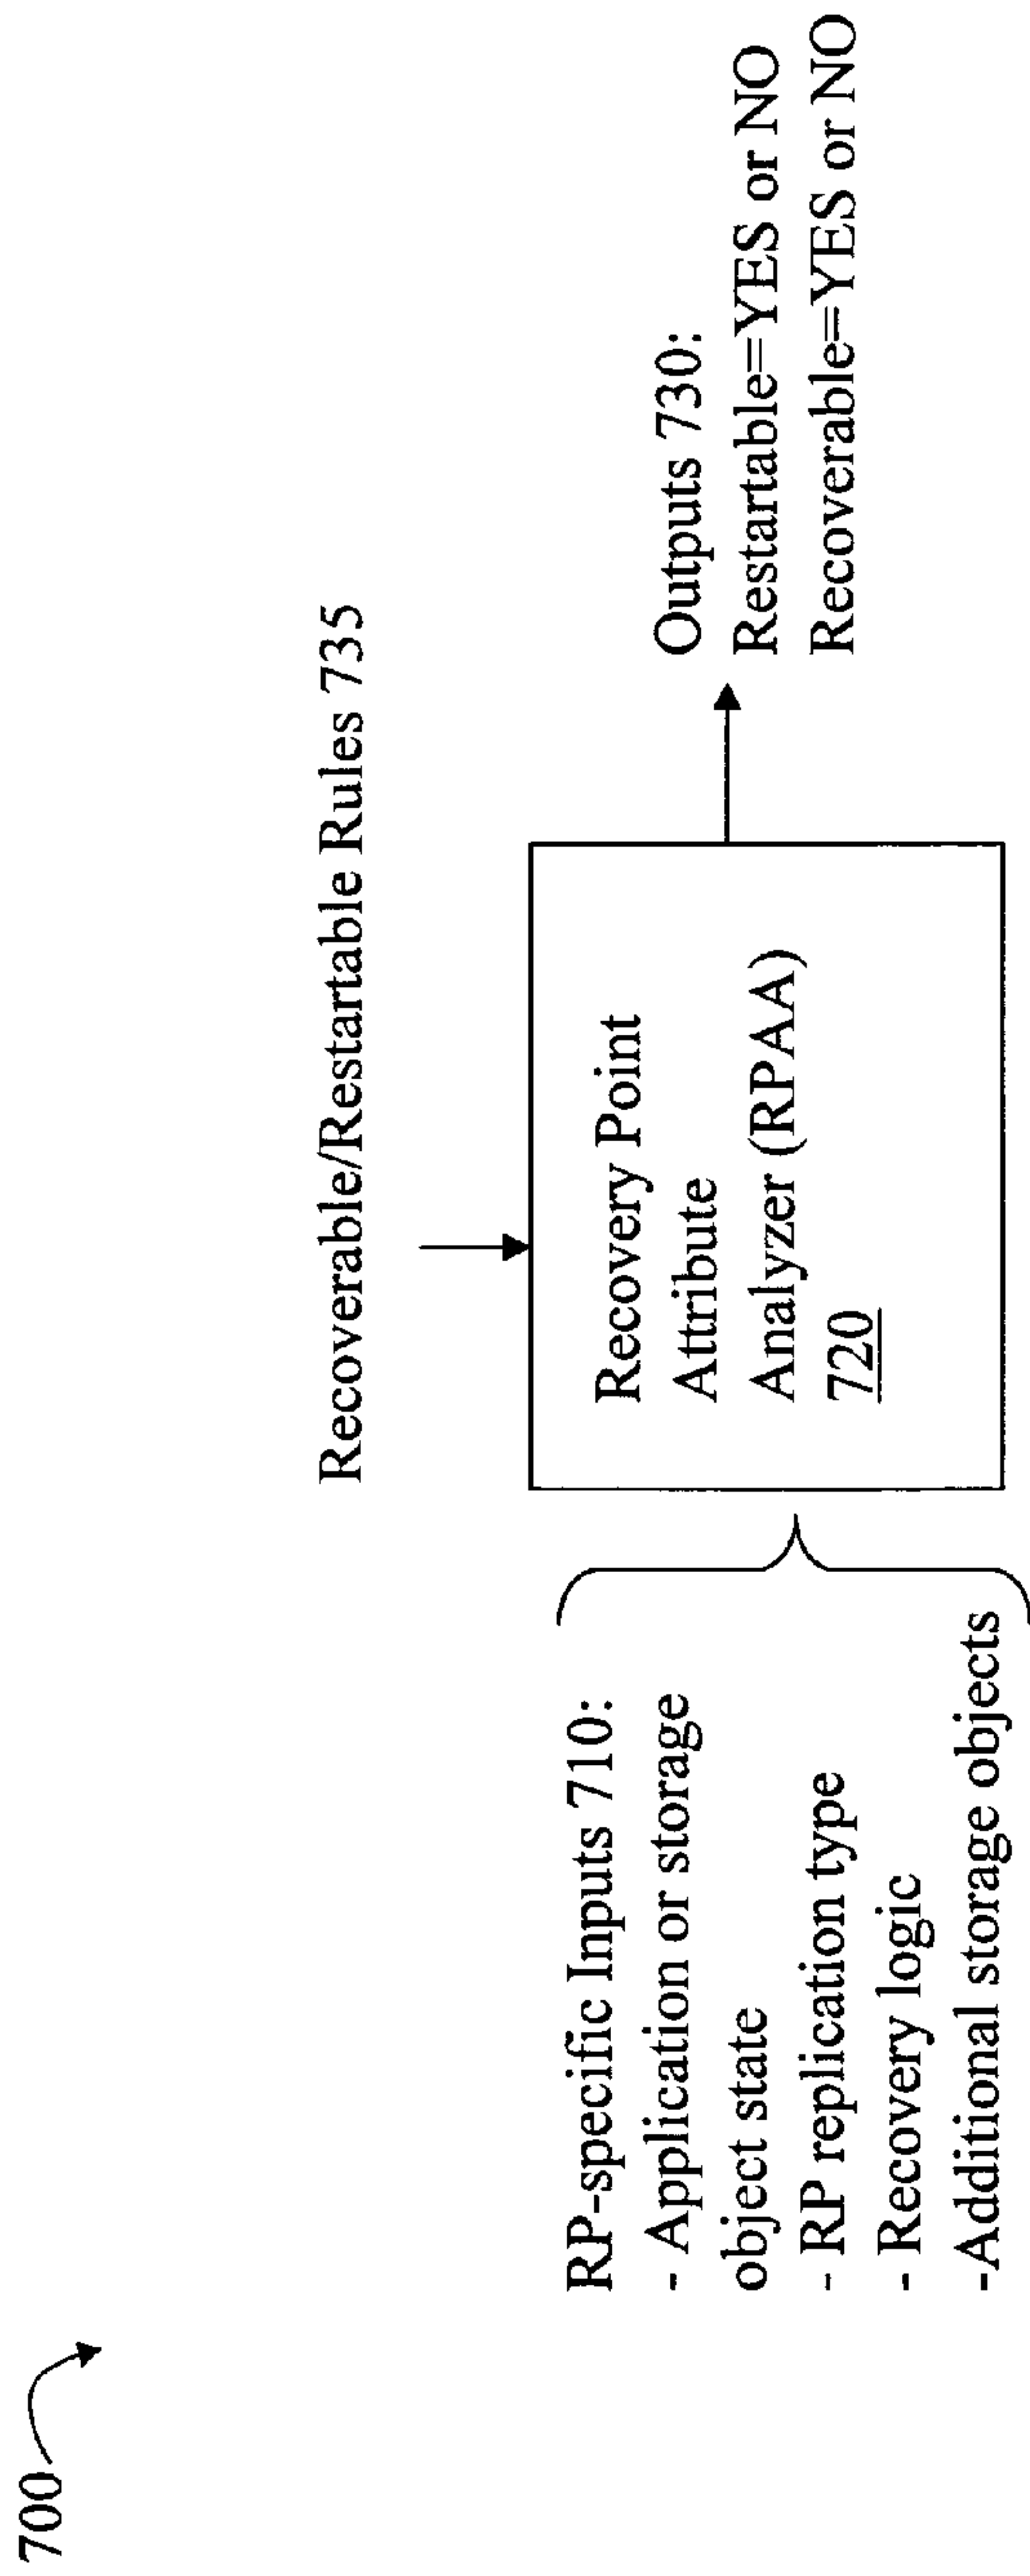 700
Recoverable/Restartable Rules 735
RP-specific Inputs 710:
- Application or storage
object state
- RP replication type
- Recovery logic
-Additional storage objects
Recovery Point
Attribute
Analyzer (RPAA)
720
Outputs 730:
Restartable=YES or NO
Recoverable=YES or NO